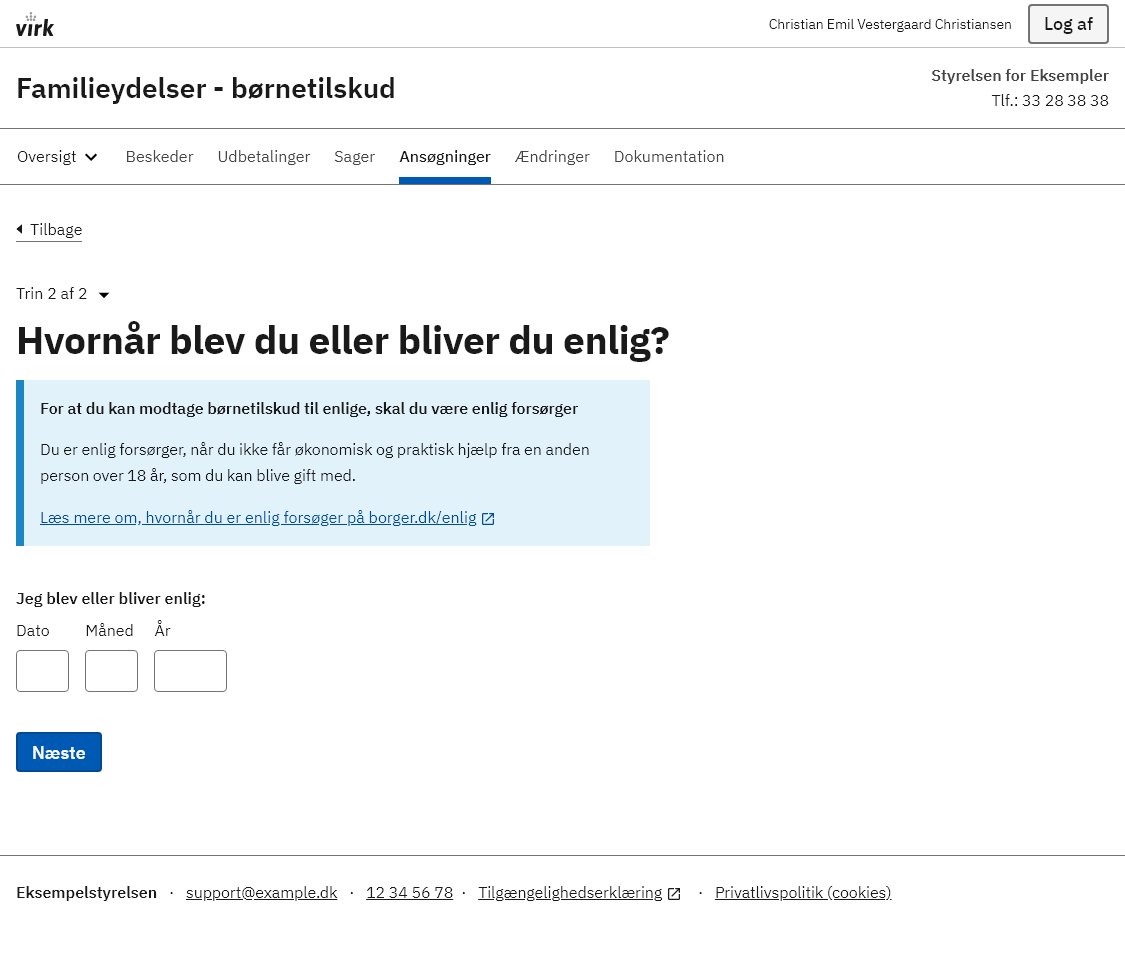 virk
Christian Emil Vestergaard Christiansen
Log af
Familieydelser - børnetilskud
Styrelsen for Eksempler
Tlf.: 33 28 38 38
Oversigt Beskeder Udbetalinger Sager Ansøgninger Ændringer Dokumentation
Tilbage
Trin 2 af 2
Hvornår blev du eller bliver du enlig?
For at du kan modtage børnetilskud til enlige, skal du være enlig forsørger
Du er enlig forsørger, når du ikke får økonomisk og praktisk hjælp fra en anden
person over 18 år, som du kan blive gift med.
Læs mere om, hvornår du er enlig forsøger på borger.dk/enlig
Jeg blev eller bliver enlig:
Dato Måned År
Næste
Eksempelstyrelsen · support@example.dk · 12 34 56 78 · Tilgængelighedserklæring · Privatlivspolitik (cookies)